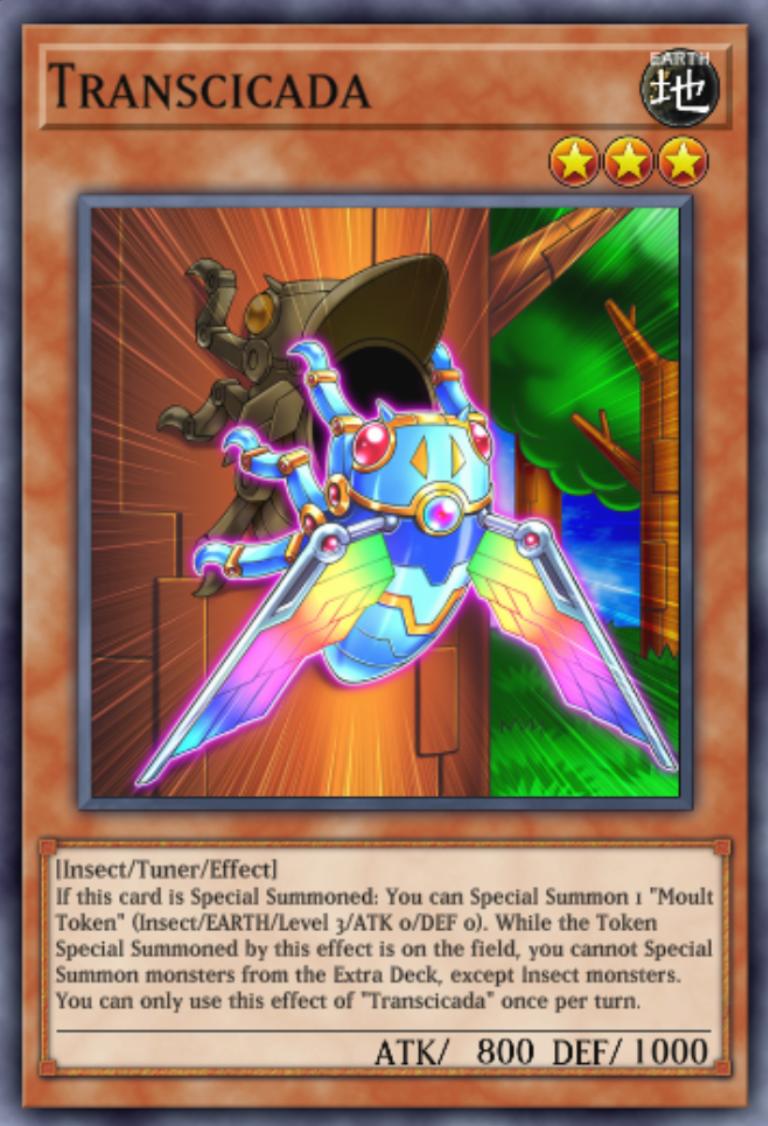 Transcicada
EARTH
地
[Insect/Tuner/Effect]
If this card is Special Summoned: You can Special Summon 1 "Moult
Token" (Insect/EARTH/Level 3/ATK 0/DEF 0). While the Token
Special Summoned by this effect is on the field, you cannot Special
Summon monsters from the Extra Deck, except Insect monsters.
You can only use this effect of "Transcicada" once per turn.
ATK/ 800 DEF/ 1000